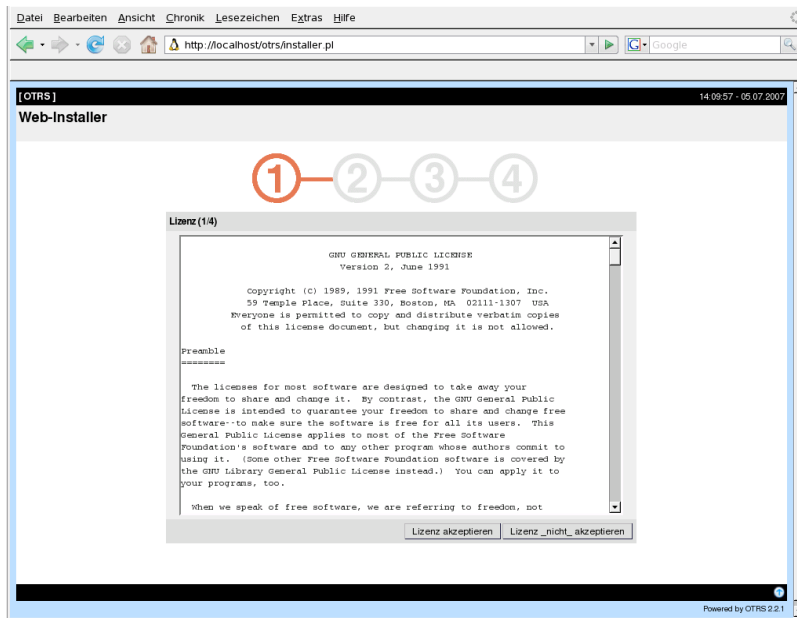 Datei Bearbeiten Ansicht Chronik Lesezeichen Extras Hilfe
http://localhost/otrs/installer.pl
G Google
[ OTRS ] 14:09:57 - 05.07.2007
Web-Installer
1 2 3 4
Lizenz (1/4)
GNU GENERAL PUBLIC LICENSE
Version 2, June 1991
Copyright (C) 1989, 1991 Free Software Foundation, Inc.
59 Temple Place, Suite 330, Boston, MA 02111-1307 USA
Everyone is permitted to copy and distribute verbatim copies
of this license document, but changing it is not allowed.
Preamble
========
The licenses for most software are designed to take away your
freedom to share and change it. By contrast, the GNU General Public
License is intended to guarantee your freedom to share and change free
software--to make sure the software is free for all its users. This
General Public License applies to most of the Free Software
Foundation's software and to any other program whose authors commit to
using it. (Some other Free Software Foundation software is covered by
the GNU Library General Public License instead.) You can apply it to
your programs, too.
When we speak of free software, we are referring to freedom, not
Lizenz akzeptieren Lizenz _nicht_ akzeptieren
Powered by OTRS 2.2.1